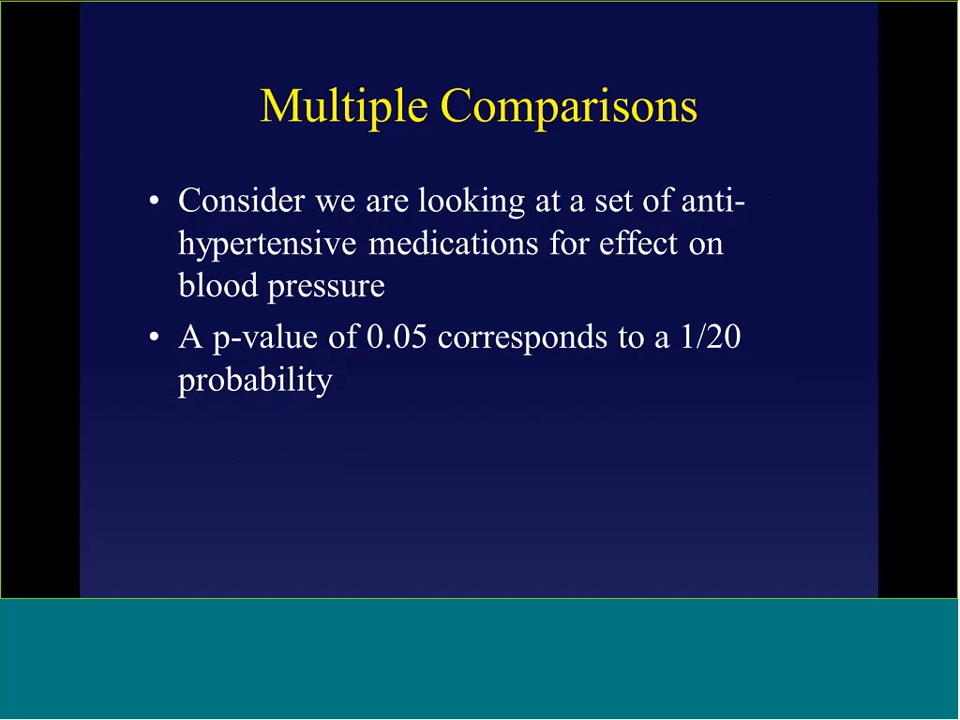 Multiple Comparisons
• Consider we are looking at a set of anti-
hypertensive medications for effect on
blood pressure
• A p-value of 0.05 corresponds to a 1/20
probability